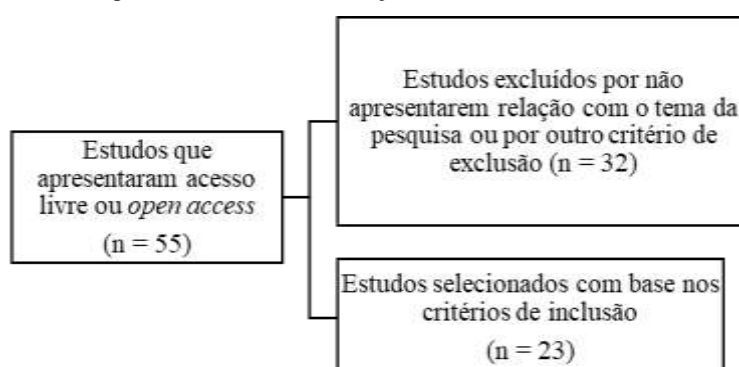 Estudos que
apresentaram acesso
livre ou open access
(n = 55)
Estudos excluídos por não
apresentarem relação com o tema da
pesquisa ou por outro critério de
exclusão (n = 32)
Estudos selecionados com base nos
critérios de inclusão
(n = 23)